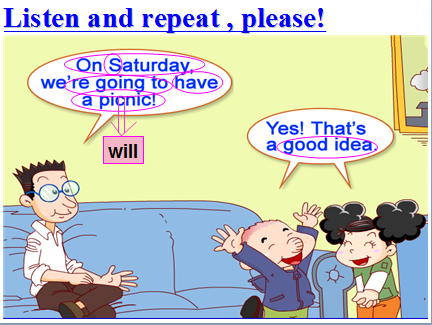 Listen and repeat , please!
On Saturday,
we're going to have
a picnic!
will
Yes! That's
a good idea.